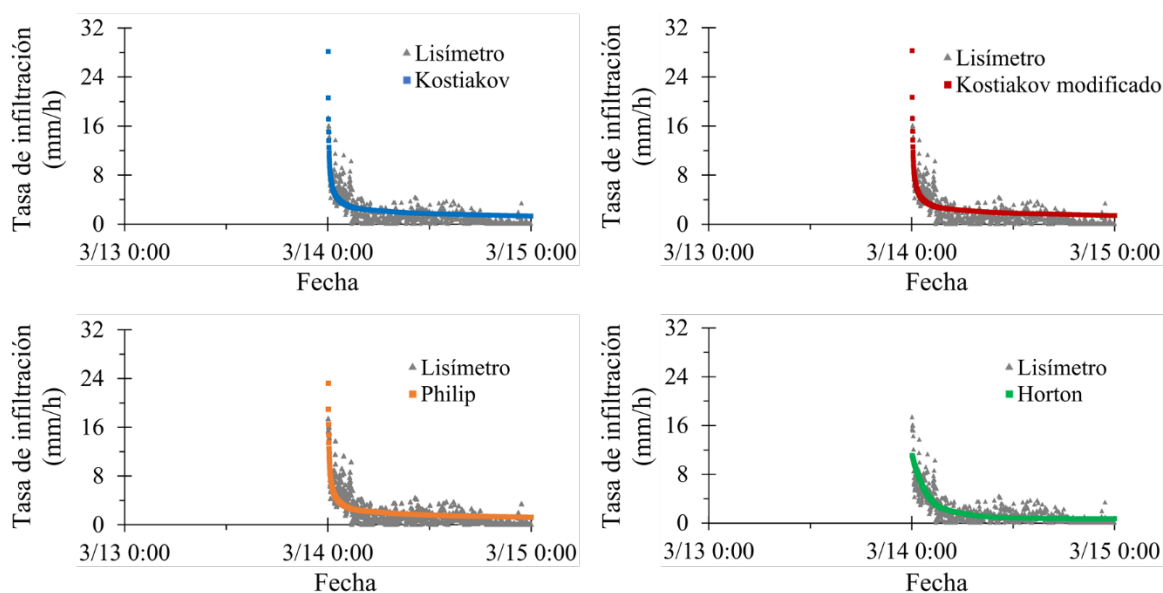 Tasa de infiltración
(mm/h)
32
24
16
8
0
Lisímetro
Kostiakov
3/13 0:00
3/14 0:00
3/15 0:00
Fecha
Tasa de infiltración
(mm/h)
32
24
16
8
0
Lisímetro
Kostiakov modificado
3/13 0:00
3/14 0:00
3/15 0:00
Fecha
Tasa de infiltración
(mm/h)
32
24
16
8
0
Lisímetro
Philip
3/13 0:00
3/14 0:00
3/15 0:00
Fecha
Tasa de infiltración
(mm/h)
32
24
16
8
0
Lisímetro
Horton
3/13 0:00
3/14 0:00
3/15 0:00
Fecha